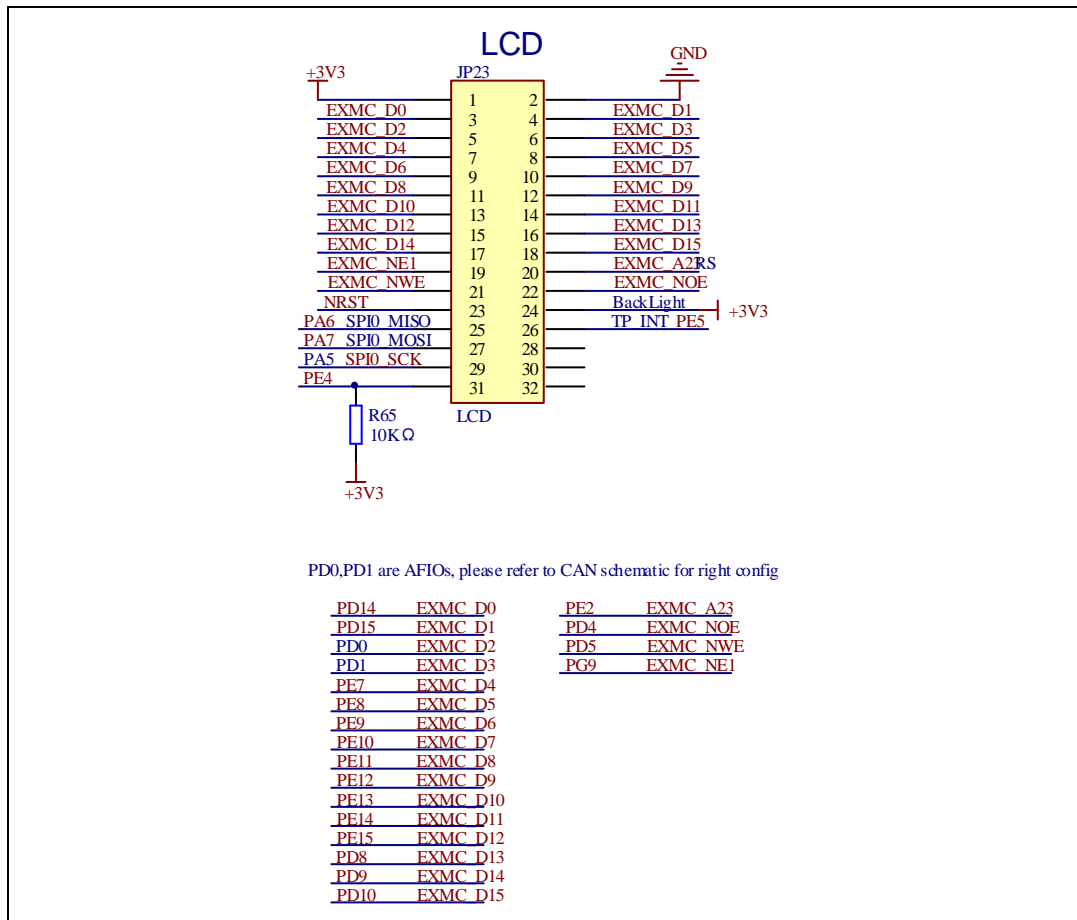 LCD
+3V3 JP23 GND
1 2
EXMC_D0 3 4 EXMC_D1
EXMC_D2 5 6 EXMC_D3
EXMC_D4 7 8 EXMC_D5
EXMC_D6 9 10 EXMC_D7
EXMC_D8 11 12 EXMC_D9
EXMC_D10 13 14 EXMC_D11
EXMC_D12 15 16 EXMC_D13
EXMC_D14 17 18 EXMC_D15
EXMC_NE1 19 20 EXMC_A23 RS
EXMC_NWE 21 22 EXMC_NOE
NRST 23 24 BackLight +3V3
PA6 SPI0_MISO 25 26 TP_INT PE5
PA7 SPI0_MOSI 27 28
PA5 SPI0_SCK 29 30
PE4 31 32
R65 LCD
10KΩ
+3V3
PD0,PD1 are AFIOs, please refer to CAN schematic for right config
PD14 EXMC_D0 PE2 EXMC_A23
PD15 EXMC_D1 PD4 EXMC_NOE
PD0 EXMC_D2 PD5 EXMC_NWE
PD1 EXMC_D3 PG9 EXMC_NE1
PE7 EXMC_D4
PE8 EXMC_D5
PE9 EXMC_D6
PE10 EXMC_D7
PE11 EXMC_D8
PE12 EXMC_D9
PE13 EXMC_D10
PE14 EXMC_D11
PE15 EXMC_D12
PD8 EXMC_D13
PD9 EXMC_D14
PD10 EXMC_D15